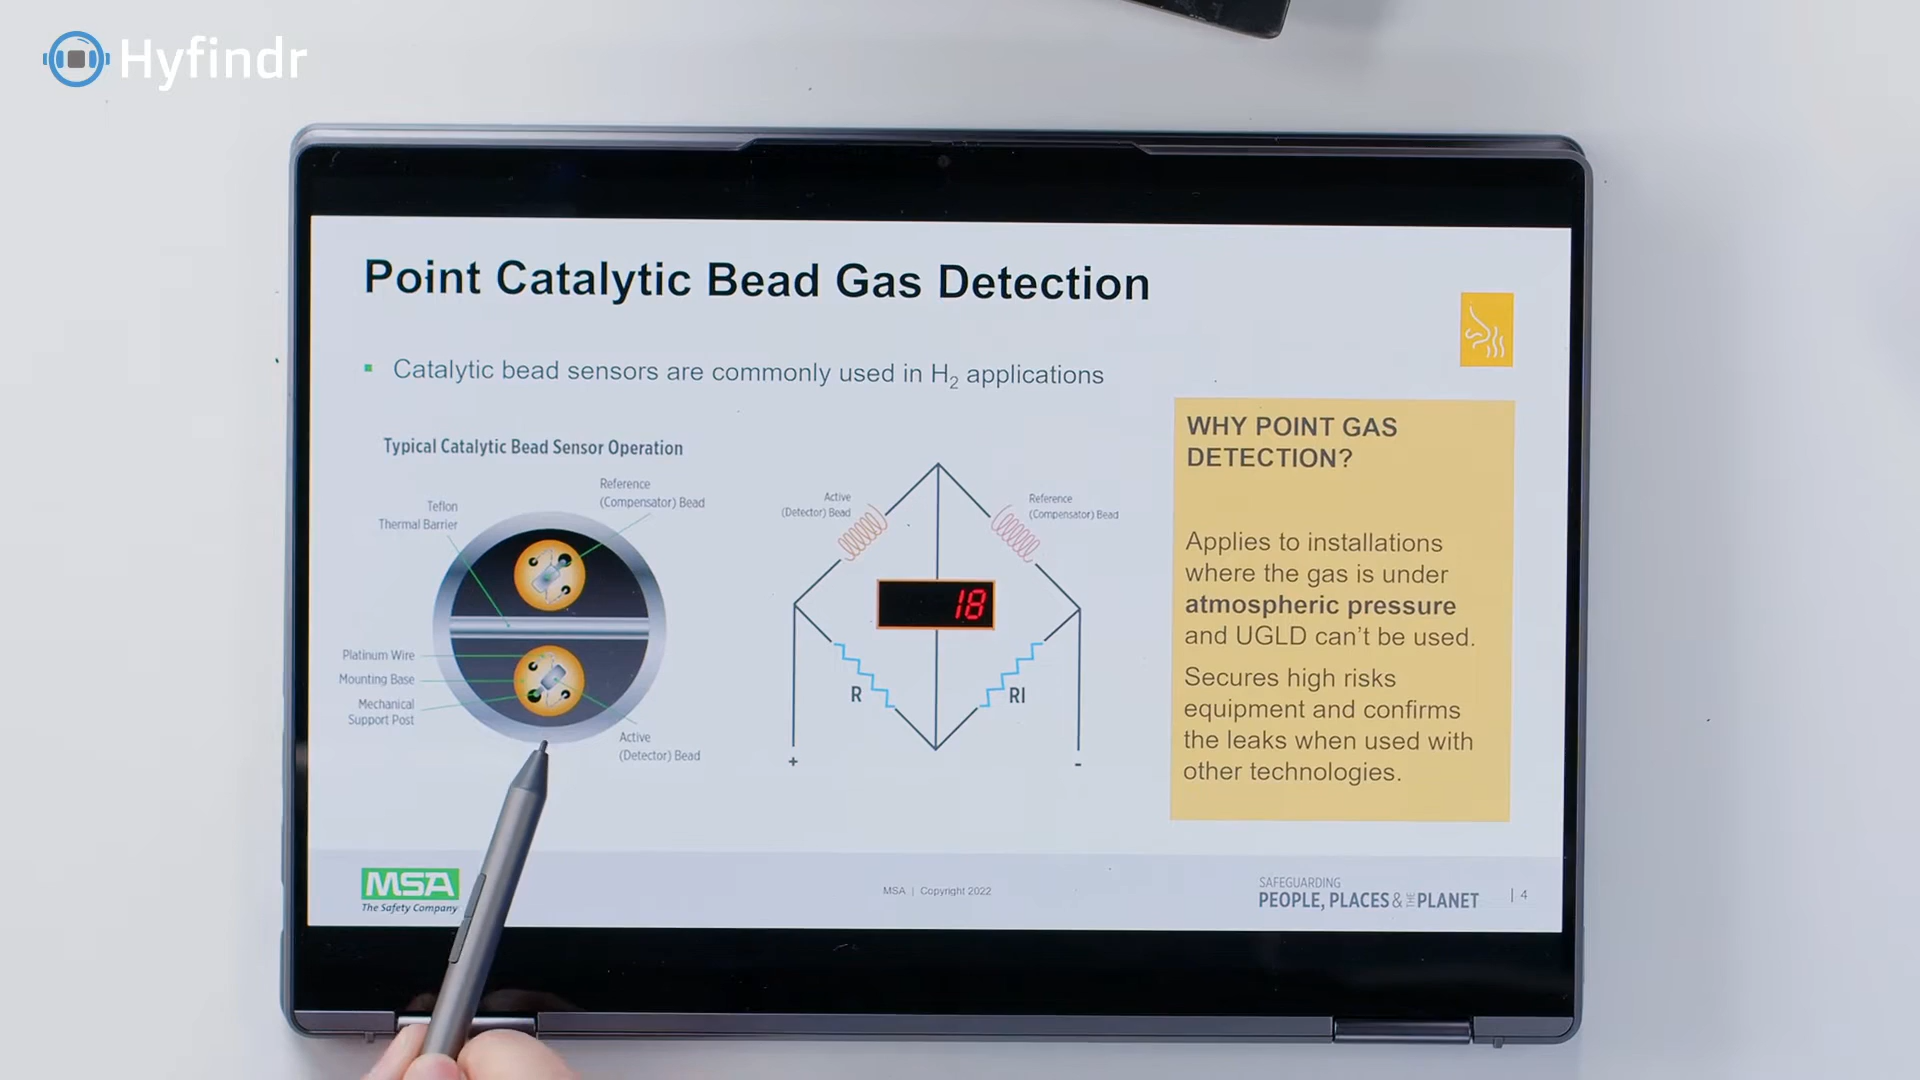 Hyfindr
Point Catalytic Bead Gas Detection
Catalytic bead sensors are commonly used in H2 applications
Typical Catalytic Bead Sensor Operation
Reference
(Compensator) Bead
Teflon
Thermal Barrier
Platinum Wire
Mounting Base
Mechanical
Support Post
Active
(Detector) Bead
Active
(Detector) Bead
Reference
(Compensator) Bead
18
R
RI
+
-
WHY POINT GAS
DETECTION?
Applies to installations
where the gas is under
atmospheric pressure
and UGLD can't be used.
Secures high risks
equipment and confirms
the leaks when used with
other technologies.
MSA
The Safety Company
MSA | Copyright 2022
SAFEGUARDING
PEOPLE, PLACES & THE PLANET
| 4